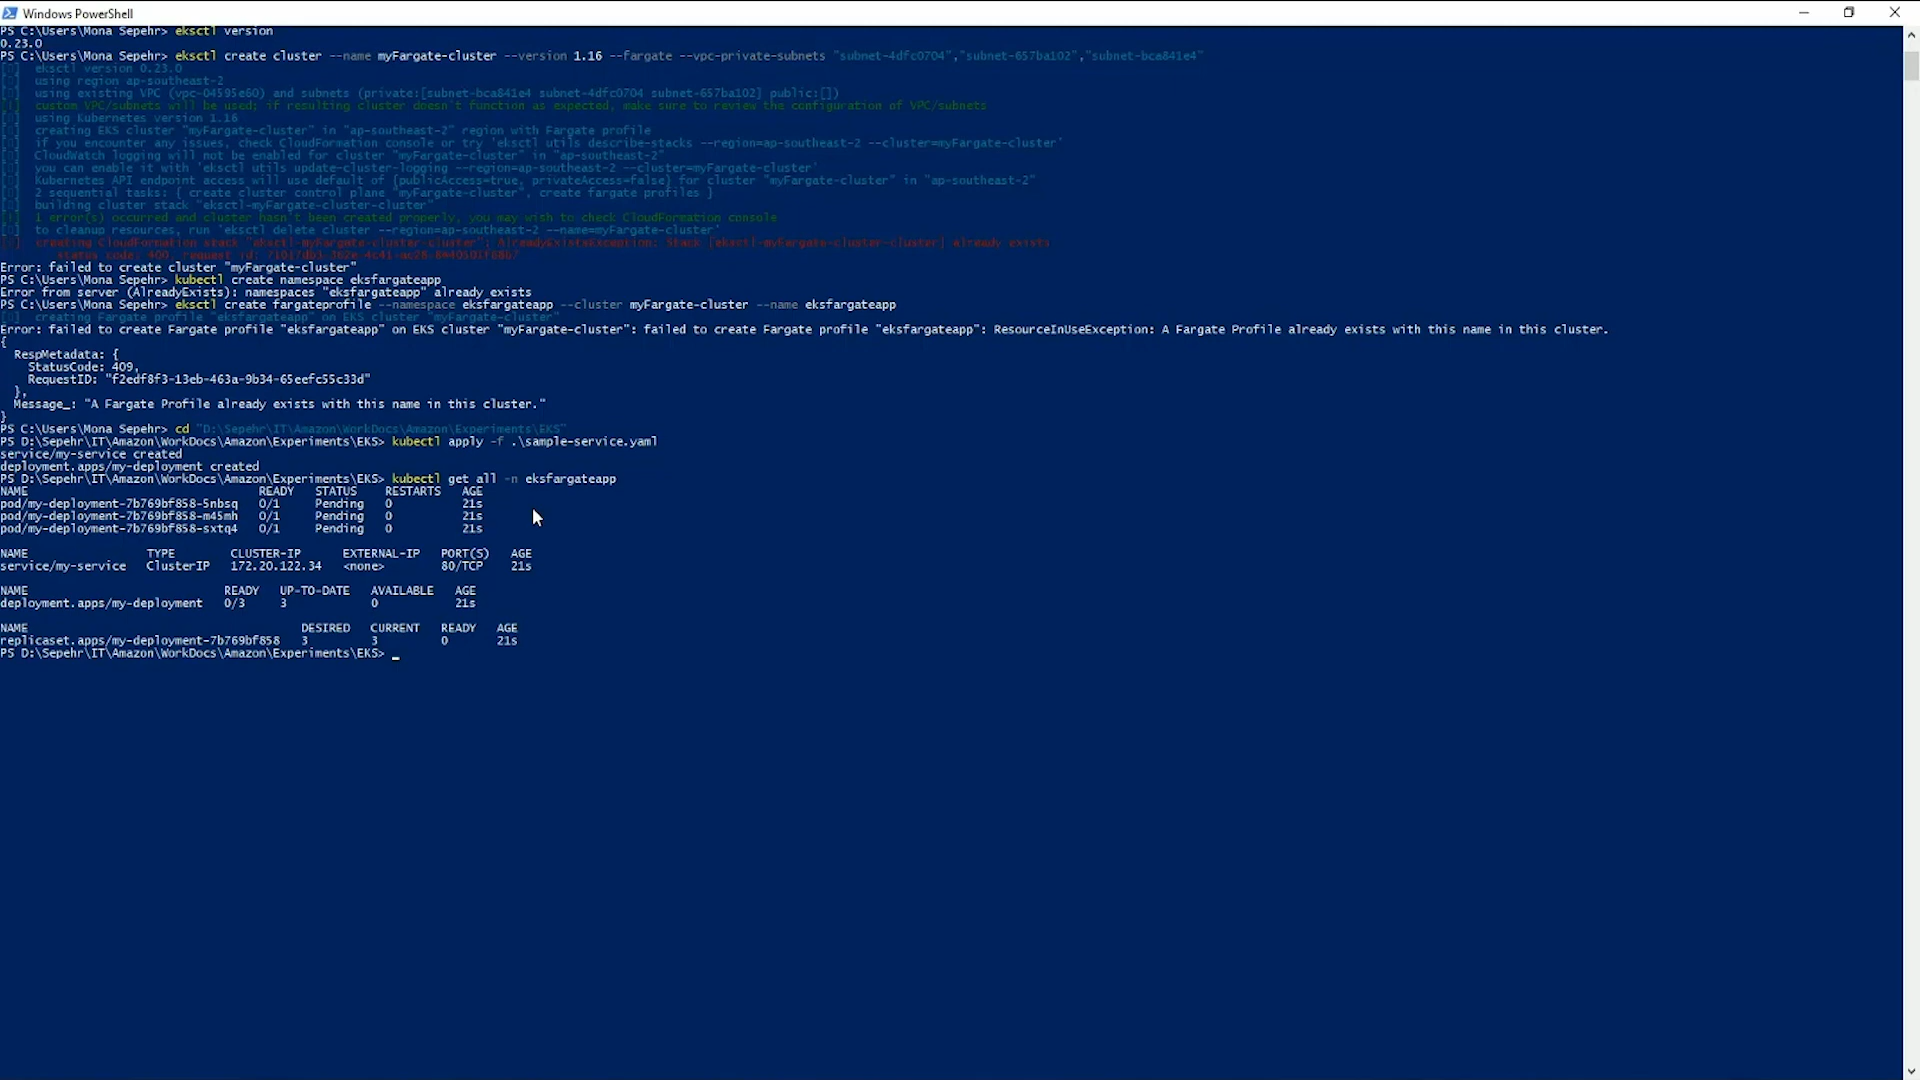 Windows PowerShell
PS C:\Users\Mona Sepehr> eksctl version
0.23.0
PS C:\Users\Mona Sepehr> eksctl create cluster --name myFargate-cluster --version 1.16 --fargate --vpc-private-subnets "subnet-4dfc0704","subnet-657ba102","subnet-bca841e4"
eksctl version 0.23.0
using region ap-southeast-2
using existing VPC (vpc-04595e60) and subnets (private:[subnet-bca841e4 subnet-4dfc0704 subnet-657ba102] public:[])
[!] custom VPC/subnets will be used; if resulting cluster doesn't function as expected, make sure to review the configuration of VPC/subnets
using Kubernetes version 1.16
creating EKS cluster "myFargate-cluster" in "ap-southeast-2" region with Fargate profile
if you encounter any issues, check CloudFormation console or try 'eksctl utils describe-stacks --region=ap-southeast-2 --cluster=myFargate-cluster'
CloudWatch logging will not be enabled for cluster "myFargate-cluster" in "ap-southeast-2"
you can enable it with 'eksctl utils update-cluster-logging --region=ap-southeast-2 --cluster=myFargate-cluster'
Kubernetes API endpoint access will use default of {publicAccess=true, privateAccess=false} for cluster "myFargate-cluster" in "ap-southeast-2"
2 sequential tasks: { create cluster control plane "myFargate-cluster", create fargate profiles }
building cluster stack "eksctl-myFargate-cluster-cluster"
[!] 1 error(s) occurred and cluster hasn't been created properly, you may wish to check CloudFormation console
to cleanup resources, run 'eksctl delete cluster --region=ap-southeast-2 --name=myFargate-cluster'
creating CloudFormation stack "eksctl-myFargate-cluster-cluster": AlreadyExistsException: Stack [eksctl-myFargate-cluster-cluster] already exists
status code: 400, request id:
Error: failed to create cluster "myFargate-cluster"
PS C:\Users\Mona Sepehr> kubectl create namespace eksfargateapp
Error from server (AlreadyExists): namespaces "eksfargateapp" already exists
PS C:\Users\Mona Sepehr> eksctl create fargateprofile --namespace eksfargateapp --cluster myFargate-cluster --name eksfargateapp
creating Fargate profile "eksfargateapp" on EKS cluster "myFargate-cluster"
Error: failed to create Fargate profile "eksfargateapp" on EKS cluster "myFargate-cluster": failed to create Fargate profile "eksfargateapp": ResourceInUseException: A Fargate Profile already exists with this name in this cluster.
{
RespMetadata: {
StatusCode: 409,
RequestID: "f2edf8f3-13eb-463a-9b34-65eefc55c33d"
},
Message_: "A Fargate Profile already exists with this name in this cluster."
}
PS C:\Users\Mona Sepehr> cd "D:\Sepehr\IT\Amazon\WorkDocs\Amazon\Experiments\EKS"
PS D:\Sepehr\IT\Amazon\WorkDocs\Amazon\Experiments\EKS> kubectl apply -f .\sample-service.yaml
service/my-service created
deployment.apps/my-deployment created
PS D:\Sepehr\IT\Amazon\WorkDocs\Amazon\Experiments\EKS> kubectl get all -n eksfargateapp
NAME READY STATUS RESTARTS AGE
pod/my-deployment-7b769bf858-5nbsq 0/1 Pending 0 21s
pod/my-deployment-7b769bf858-m45mh 0/1 Pending 0 21s
pod/my-deployment-7b769bf858-sxtq4 0/1 Pending 0 21s
NAME TYPE CLUSTER-IP EXTERNAL-IP PORT(S) AGE
service/my-service ClusterIP 172.20.122.34 <none> 80/TCP 21s
NAME READY UP-TO-DATE AVAILABLE AGE
deployment.apps/my-deployment 0/3 3 0 21s
NAME DESIRED CURRENT READY AGE
replicaset.apps/my-deployment-7b769bf858 3 3 0 21s
PS D:\Sepehr\IT\Amazon\WorkDocs\Amazon\Experiments\EKS> _